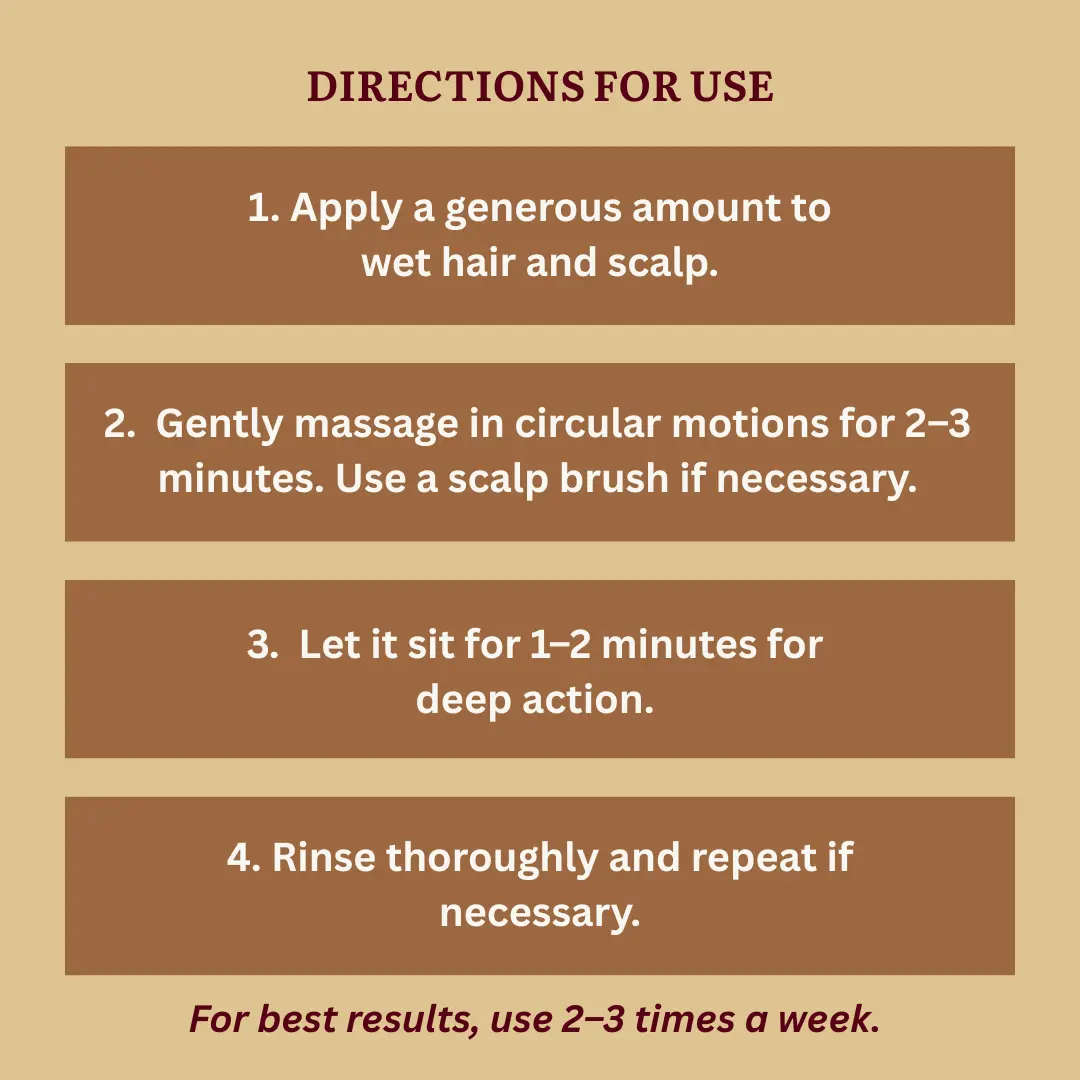 DIRECTIONS FOR USE
1. Apply a generous amount to
wet hair and scalp.
2. Gently massage in circular motions for 2–3
minutes. Use a scalp brush if necessary.
3. Let it sit for 1–2 minutes for
deep action.
4. Rinse thoroughly and repeat if
necessary.
For best results, use 2–3 times a week.